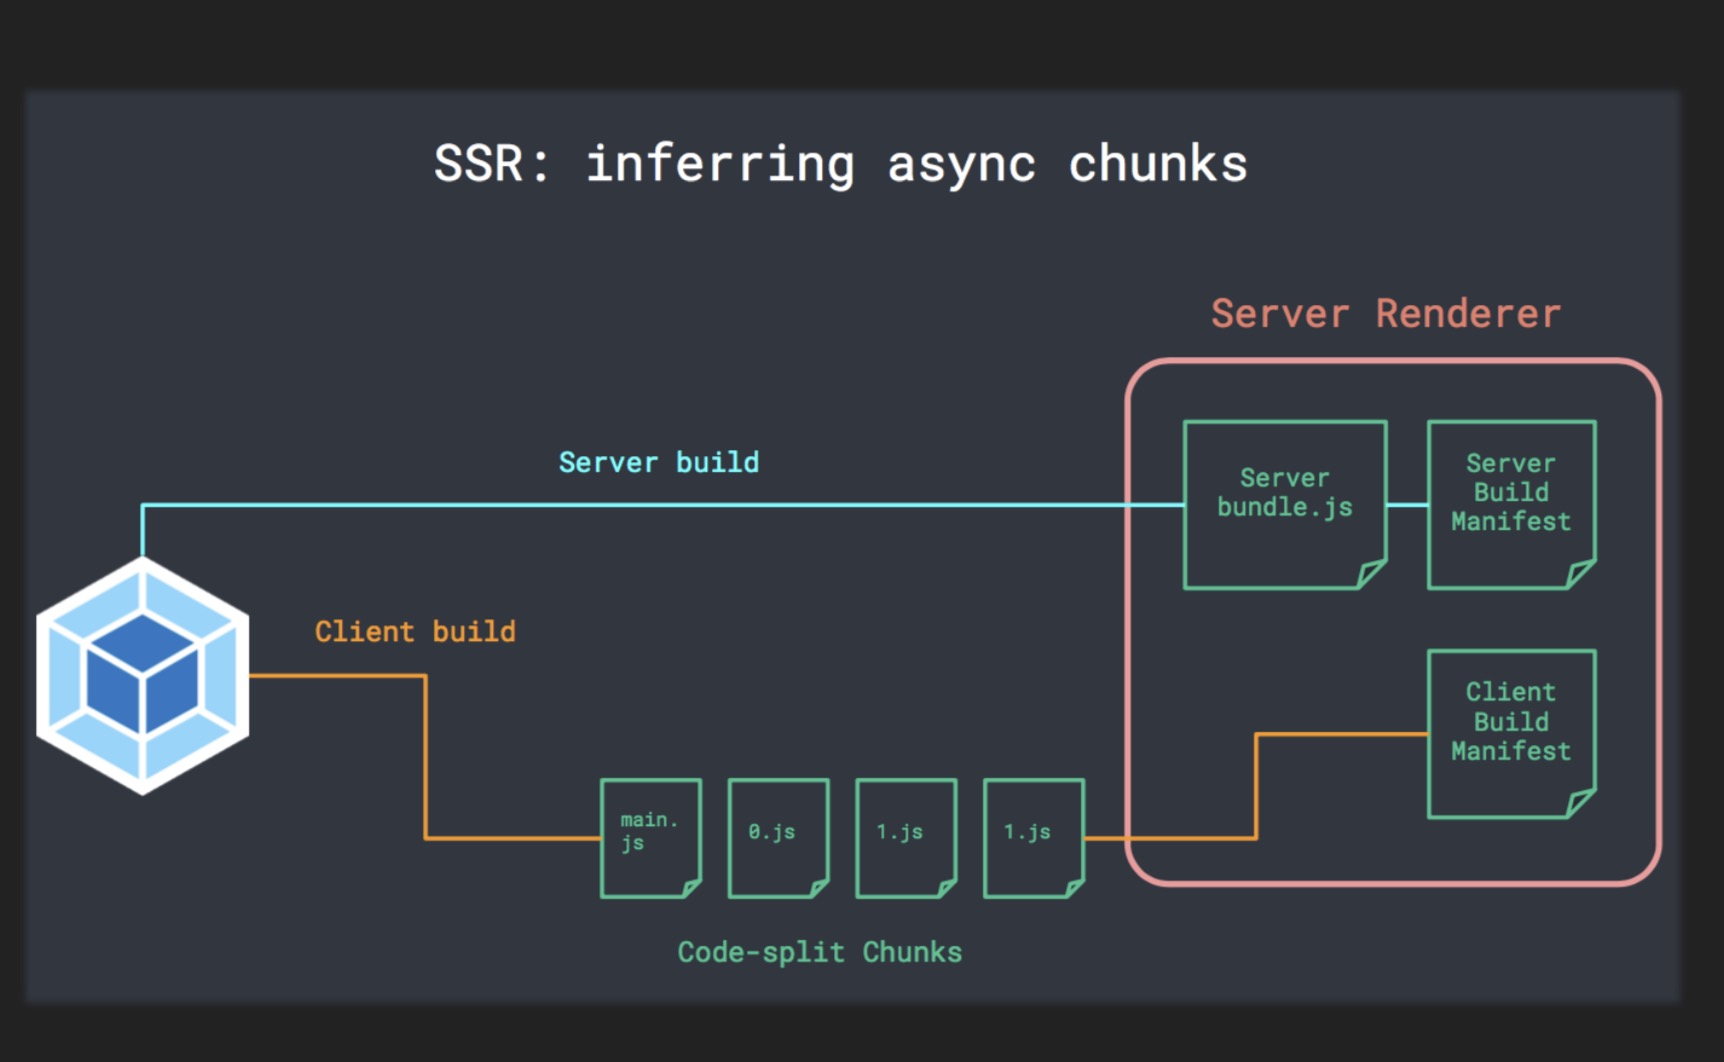 SSR: inferring async chunks
Server Renderer
Server build
Server
bundle.js
Server
Build
Manifest
Client build
Client
Build
Manifest
main.
js
0.js
1.js
1.js
Code-split Chunks